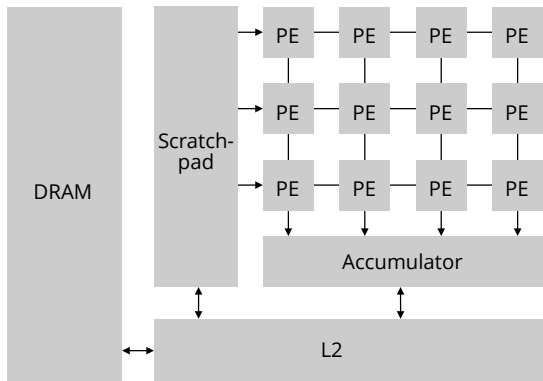 PE PE PE PE
PE PE PE PE
Scratch-
pad
DRAM
PE PE PE PE
Accumulator
L2